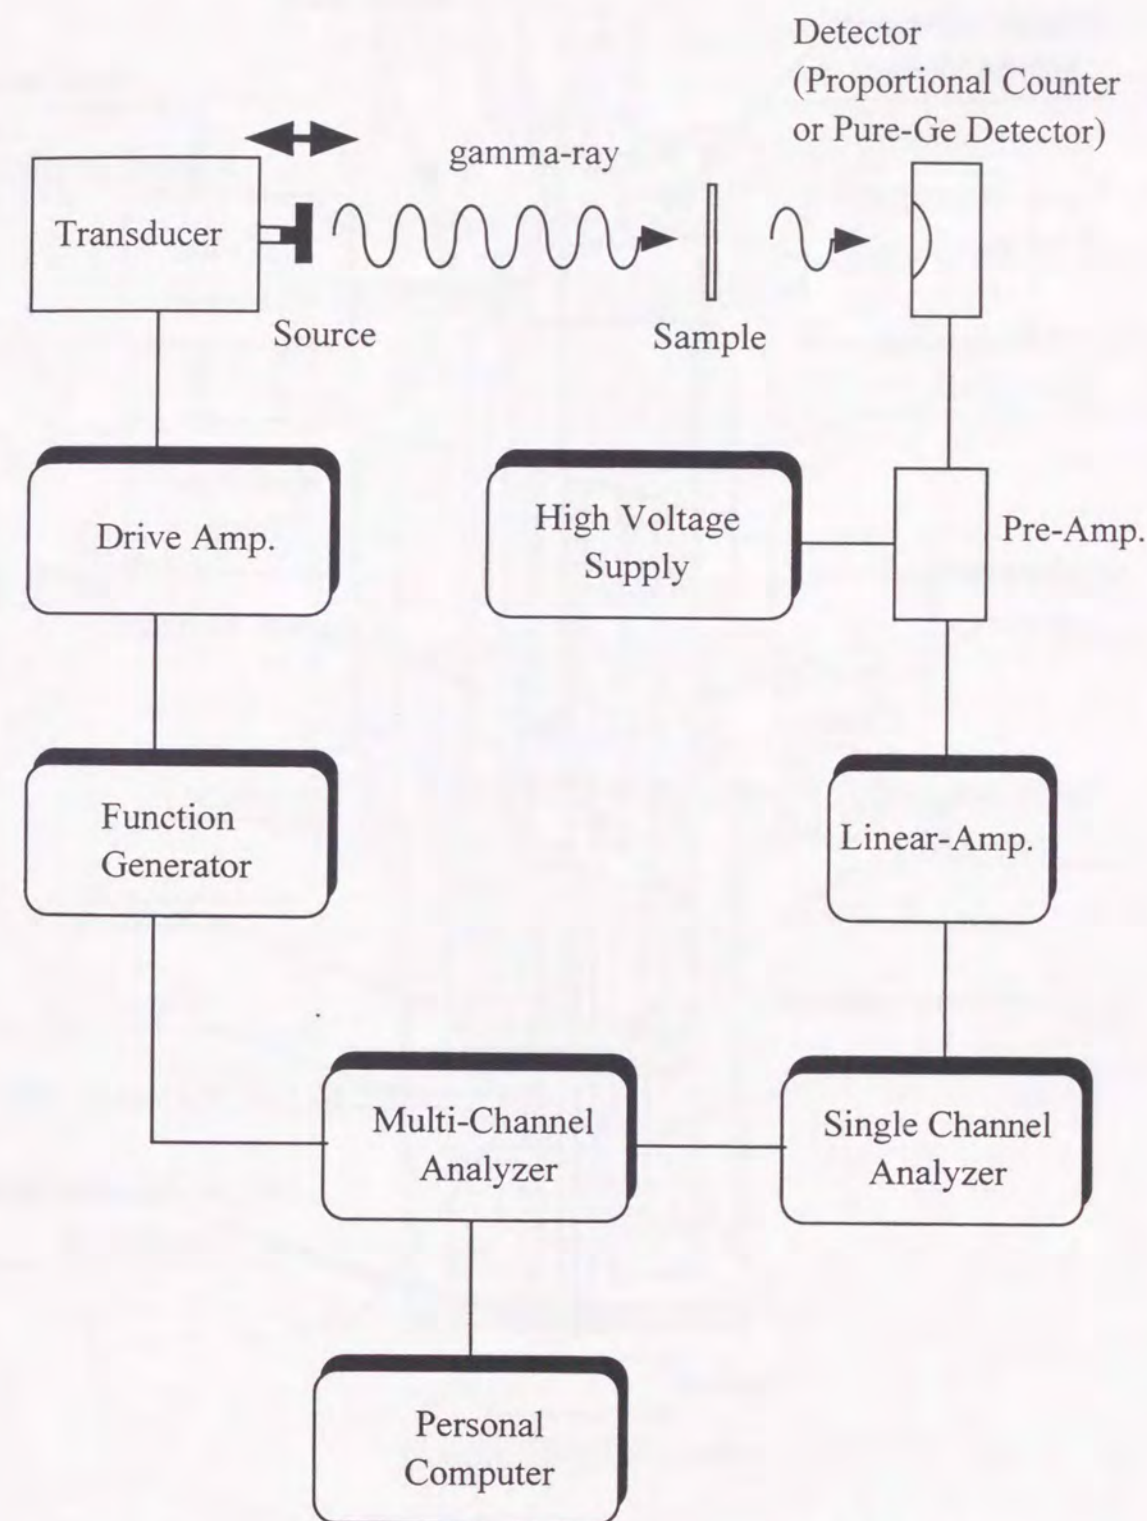 Detector
(Proportional Counter
or Pure-Ge Detector)
gamma-ray
Transducer
Source
Sample
Drive Amp.
High Voltage
Supply
Pre-Amp.
Function
Generator
Linear-Amp.
Multi-Channel
Analyzer
Single Channel
Analyzer
Personal
Computer